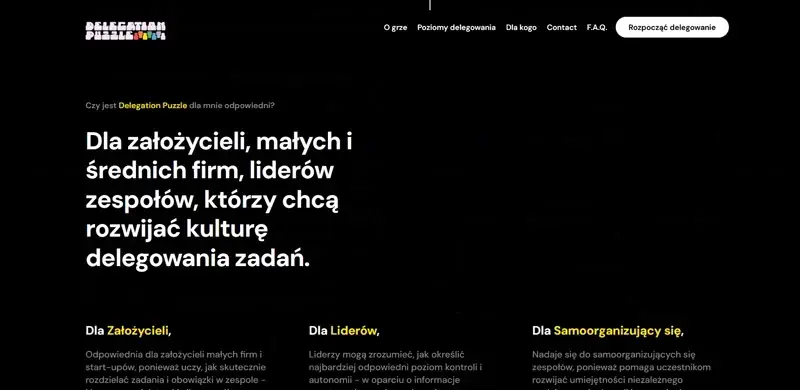 DELEGATION
PUZZLE
O grze Poziomy delegowania Dla kogo Contact F.A.Q. Rozpocząć delegowanie
Czy jest Delegation Puzzle dla mnie odpowiedni?
Dla założycieli, małych i
średnich firm, liderów
zespołów, którzy chcą
rozwijać kulturę
delegowania zadań.
Dla Założycieli,
Odpowiednia dla założycieli małych firm i
start-upów, ponieważ uczy, jak skutecznie
rozdzielać zadania i obowiązki w zespole -
Dla Liderów,
Liderzy mogą zrozumieć, jak określić
najbardziej odpowiedni poziom kontroli i
autonomii - w oparciu o informacje
Dla Samoorganizujący się,
Nadaje się do samoorganizujących się
zespołów, ponieważ pomaga uczestnikom
rozwijać umiejętności niezależnego